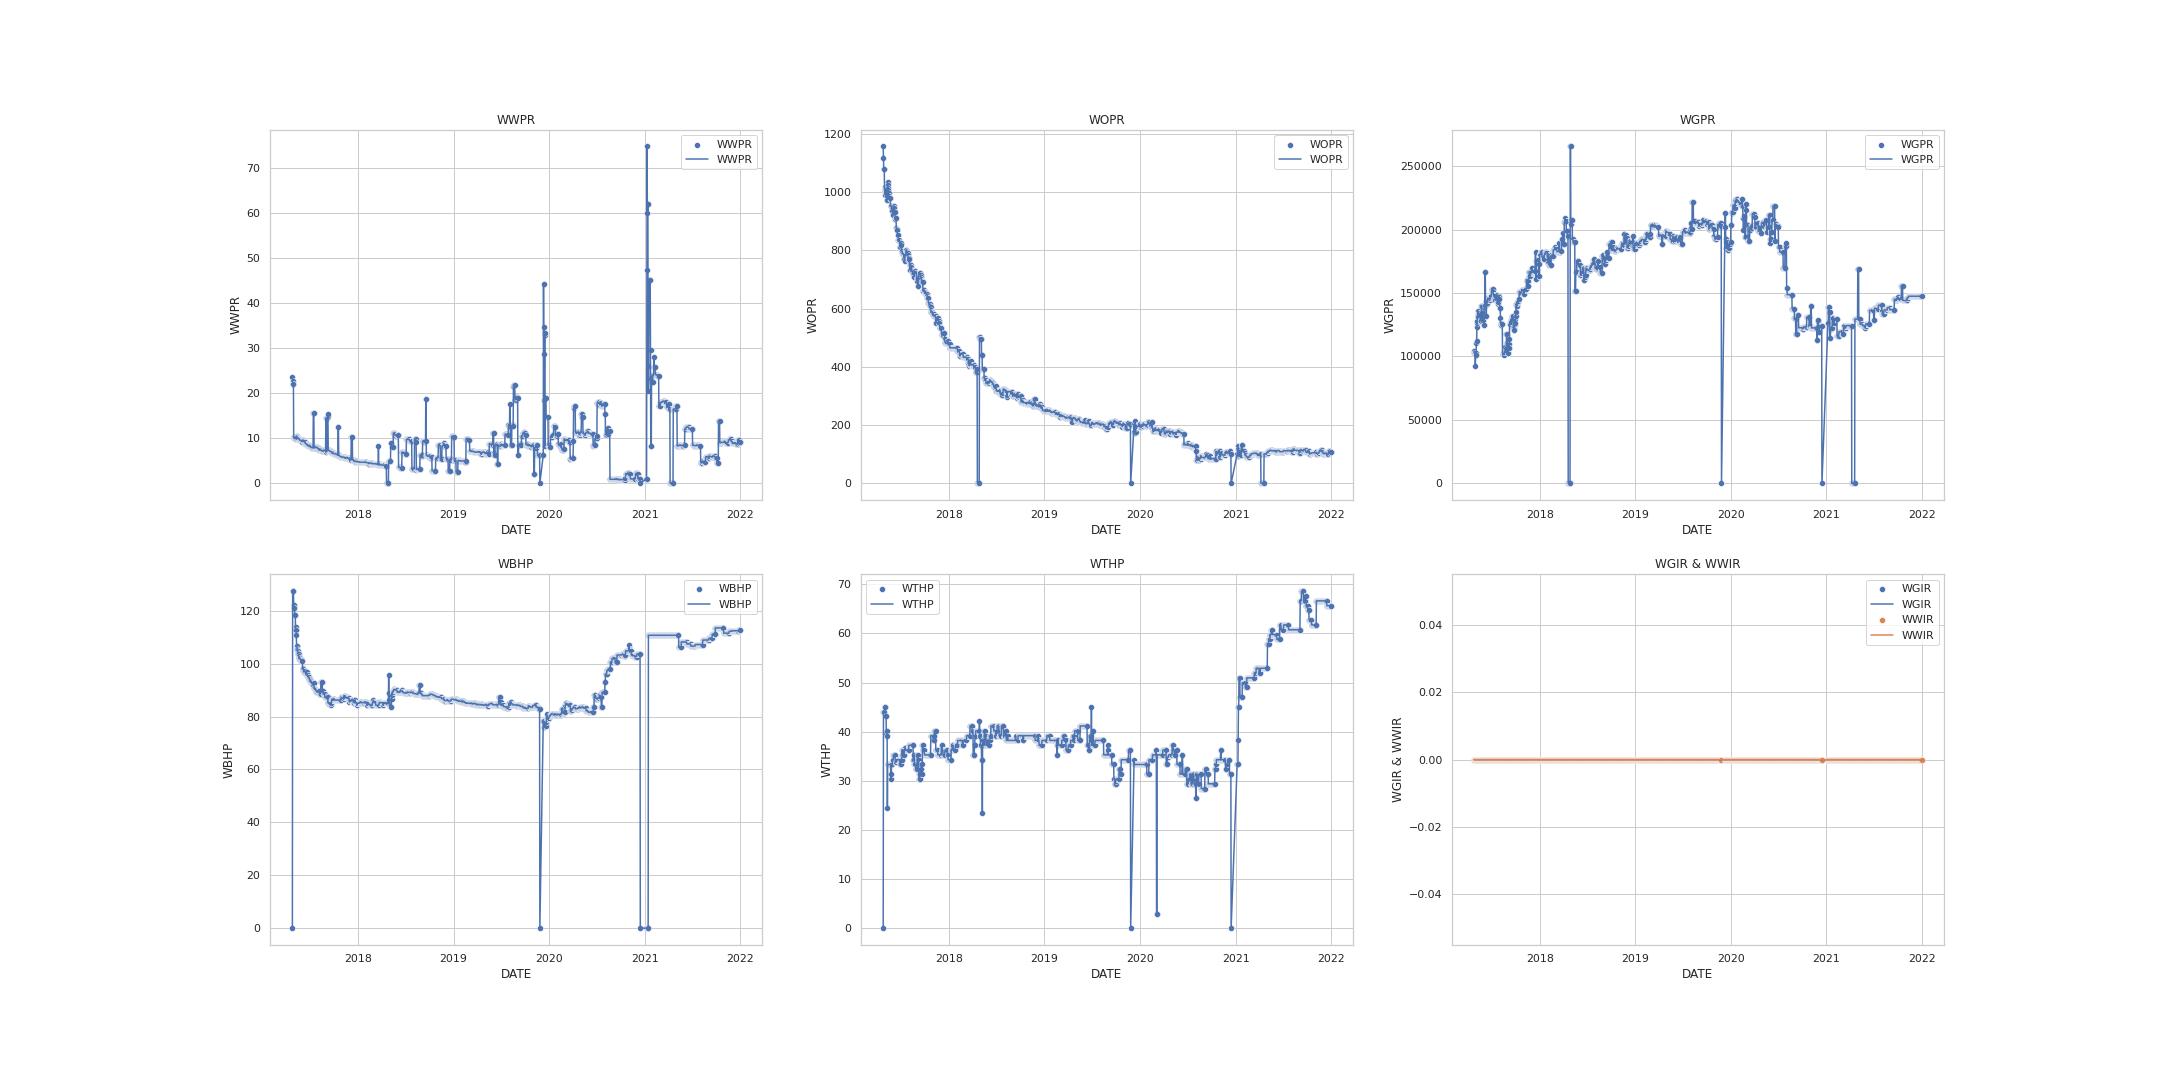 WWPR
WWPR
WWPR
WWPR
70
60
50
40
30
20
10
0
2018 2019 2020 2021 2022
DATE
WOPR
WOPR
WOPR
WOPR
1200
1000
800
600
400
200
0
2018 2019 2020 2021 2022
DATE
WGPR
WGPR
WGPR
WGPR
250000
200000
150000
100000
50000
0
2018 2019 2020 2021 2022
DATE
WBHP
WBHP
WBHP
WBHP
120
100
80
60
40
20
0
2018 2019 2020 2021 2022
DATE
WTHP
WTHP
WTHP
WTHP
70
60
50
40
30
20
10
0
2018 2019 2020 2021 2022
DATE
WGIR & WWIR
WGIR
WGIR
WWIR
WWIR
WGIR & WWIR
0.04
0.02
0.00
−0.02
−0.04
2018 2019 2020 2021 2022
DATE